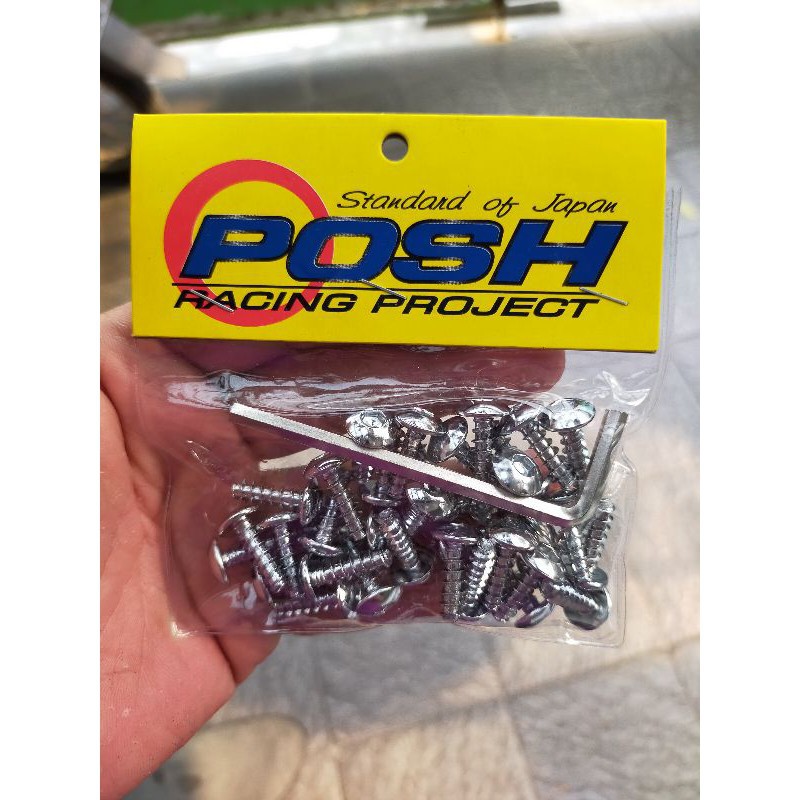 Standard of Japan
POSH
RACING PROJECT